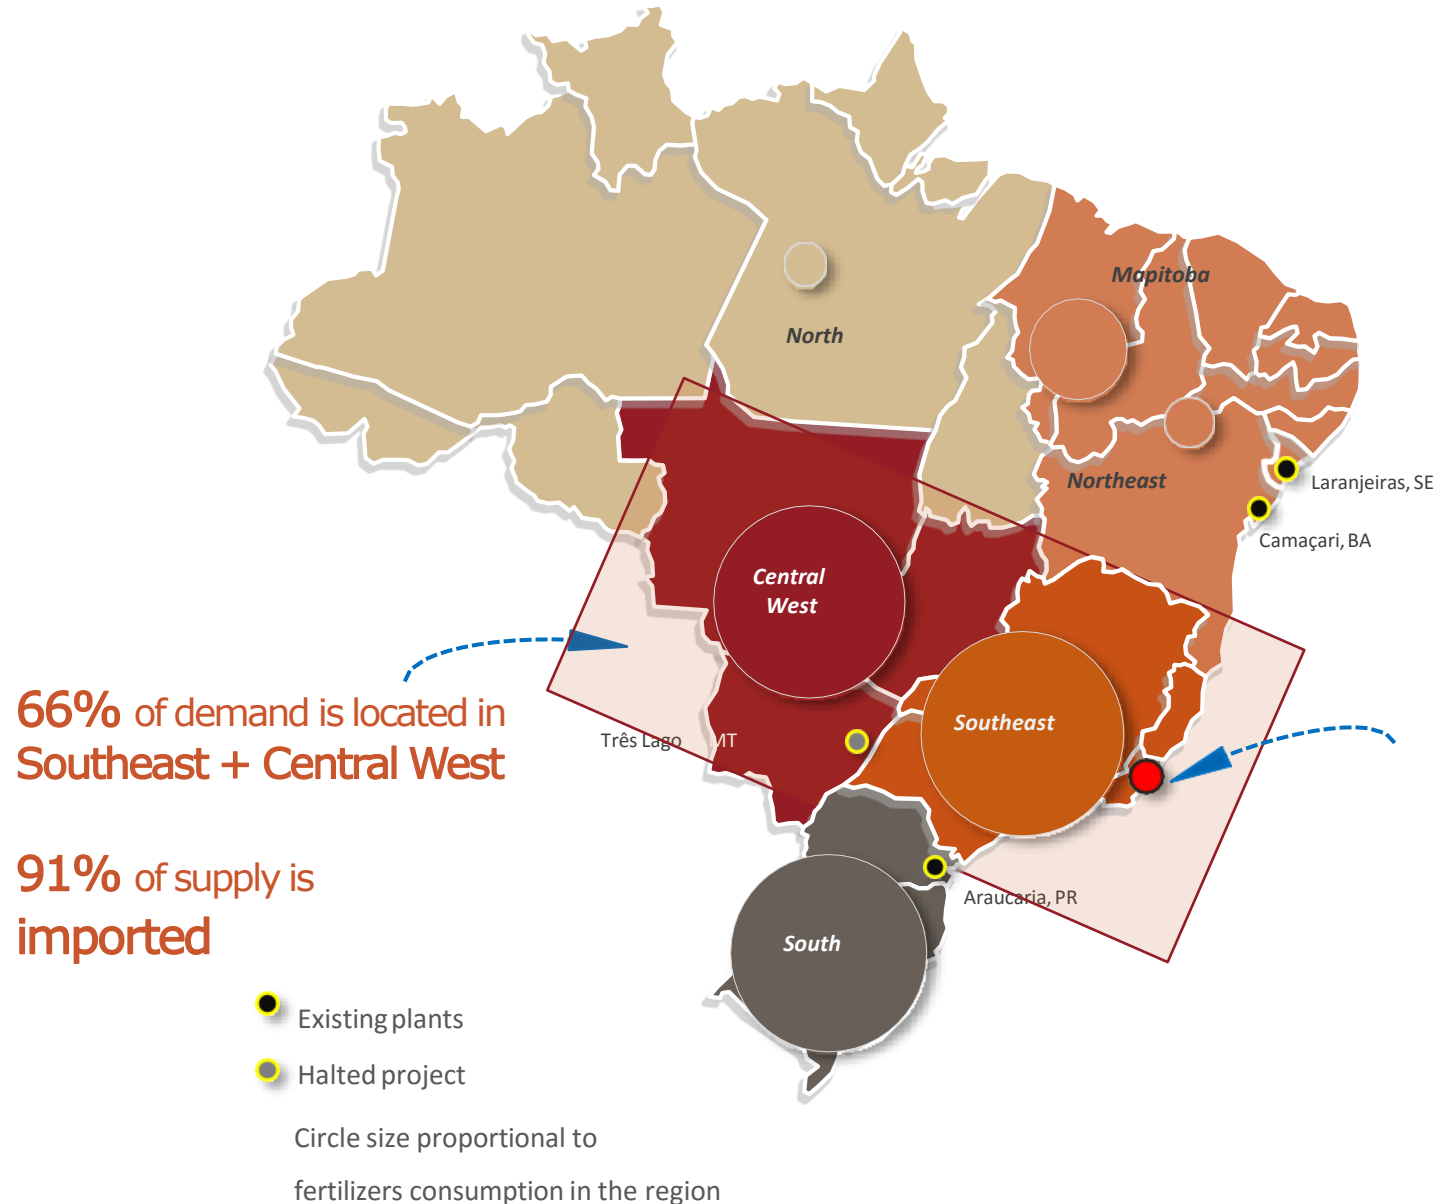 Mapitoba
North
Northeast
Laranjeiras, SE
Camaçari, BA
Central
West
66% of demand is located in
Southeast + Central West
Southeast
Três Lago MT
91% of supply is
imported
Araucaria, PR
South
Existing plants
Halted project
Circle size proportional to
fertilizers consumption in the region